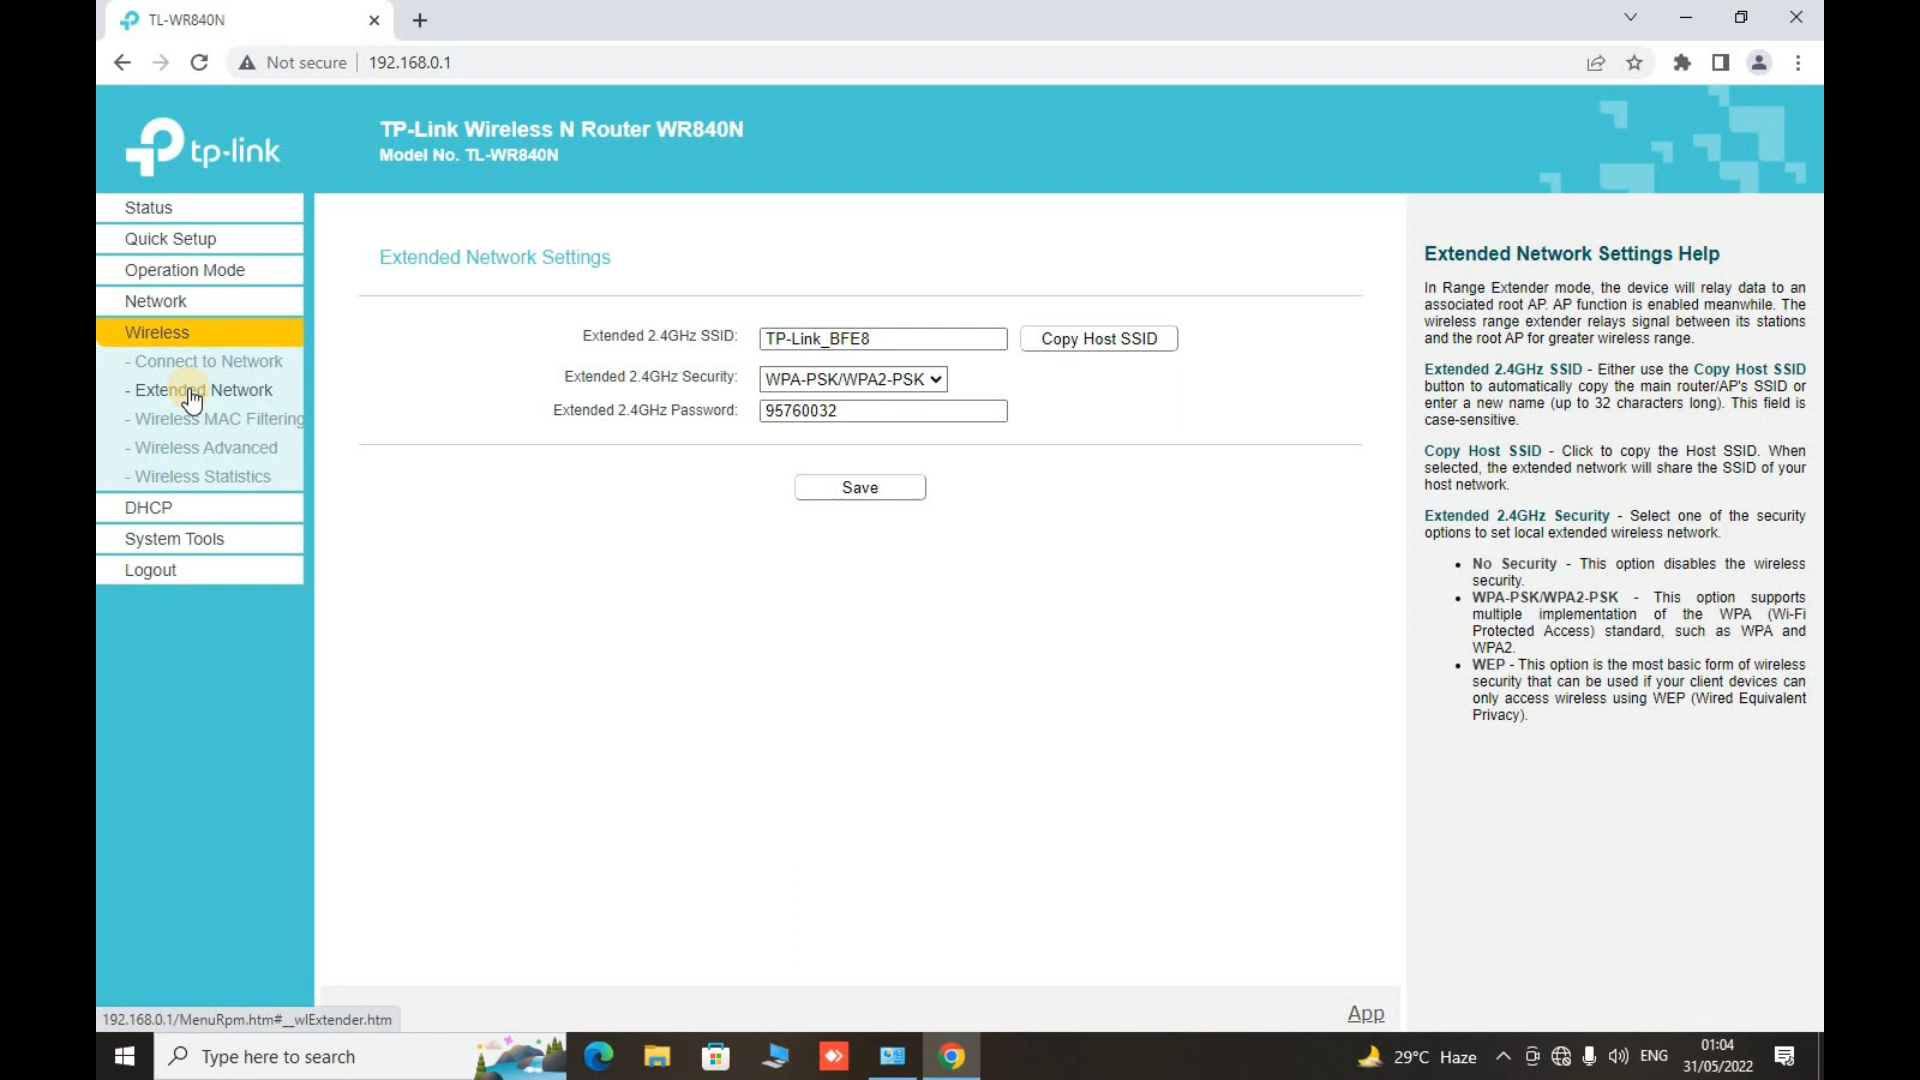 TL-WR840N
Not secure
192.168.0.1
tp-link
TP-Link Wireless N Router WR840N
Model No. TL-WR840N
Status
Quick Setup
Operation Mode
Network
Wireless
- Connect to Network
- Extended Network
- Wireless MAC Filtering
- Wireless Advanced
- Wireless Statistics
DHCP
System Tools
Logout
Extended Network Settings
Extended 2.4GHz SSID: TP-Link_BFE8 Copy Host SSID
Extended 2.4GHz Security: WPA-PSK/WPA2-PSK
Extended 2.4GHz Password: 95760032
Save
Extended Network Settings Help
In Range Extender mode, the device will relay data to an
associated root AP. AP function is enabled meanwhile. The
wireless range extender relays signal between its stations
and the root AP for greater wireless range.
Extended 2.4GHz SSID - Either use the Copy Host SSID
button to automatically copy the main router/AP's SSID or
enter a new name (up to 32 characters long). This field is
case-sensitive.
Copy Host SSID - Click to copy the Host SSID. When
selected, the extended network will share the SSID of your
host network.
Extended 2.4GHz Security - Select one of the security
options to set local extended wireless network.
• No Security - This option disables the wireless
security.
• WPA-PSK/WPA2-PSK - This option supports
multiple implementation of the WPA (Wi-Fi
Protected Access) standard, such as WPA and
WPA2.
• WEP - This option is the most basic form of wireless
security that can be used if your client devices can
only access wireless using WEP (Wired Equivalent
Privacy).
App
192.168.0.1/MenuRpm.htm#__wlExtender.htm
Type here to search
29°C Haze
ENG
01:04
31/05/2022